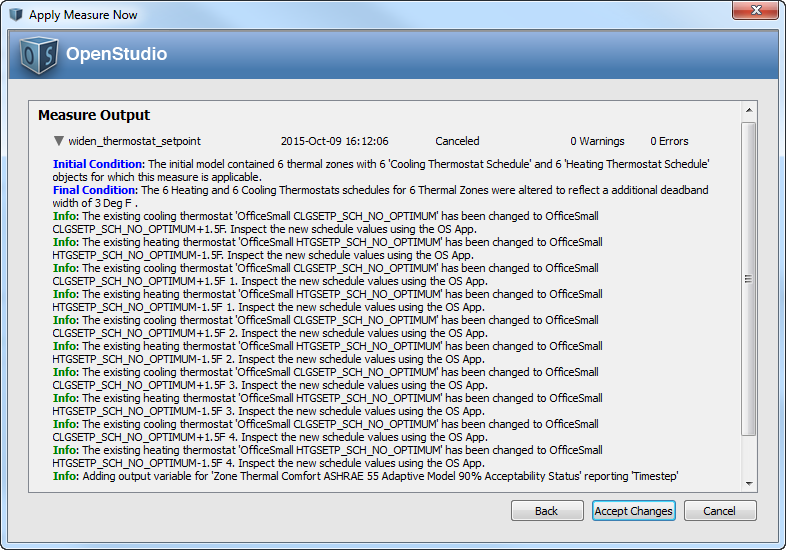 Apply Measure Now
OpenStudio
Measure Output
widen_thermostat_setpoint 2015-Oct-09 16:12:06 Canceled 0 Warnings 0 Errors
Initial Condition: The initial model contained 6 thermal zones with 6 'Cooling Thermostat Schedule' and 6 'Heating Thermostat Schedule'
objects for which this measure is applicable.
Final Condition: The 6 Heating and 6 Cooling Thermostats schedules for 6 Thermal Zones were altered to reflect a additional deadband
width of 3 Deg F .
Info: The existing cooling thermostat 'OfficeSmall CLGSETP_SCH_NO_OPTIMUM' has been changed to OfficeSmall
CLGSETP_SCH_NO_OPTIMUM+1.5F. Inspect the new schedule values using the OS App.
Info: The existing heating thermostat 'OfficeSmall HTGSETP_SCH_NO_OPTIMUM' has been changed to OfficeSmall
HTGSETP_SCH_NO_OPTIMUM-1.5F. Inspect the new schedule values using the OS App.
Info: The existing cooling thermostat 'OfficeSmall CLGSETP_SCH_NO_OPTIMUM' has been changed to OfficeSmall
CLGSETP_SCH_NO_OPTIMUM+1.5F 1. Inspect the new schedule values using the OS App.
Info: The existing heating thermostat 'OfficeSmall HTGSETP_SCH_NO_OPTIMUM' has been changed to OfficeSmall
HTGSETP_SCH_NO_OPTIMUM-1.5F 1. Inspect the new schedule values using the OS App.
Info: The existing cooling thermostat 'OfficeSmall CLGSETP_SCH_NO_OPTIMUM' has been changed to OfficeSmall
CLGSETP_SCH_NO_OPTIMUM+1.5F 2. Inspect the new schedule values using the OS App.
Info: The existing heating thermostat 'OfficeSmall HTGSETP_SCH_NO_OPTIMUM' has been changed to OfficeSmall
HTGSETP_SCH_NO_OPTIMUM-1.5F 2. Inspect the new schedule values using the OS App.
Info: The existing cooling thermostat 'OfficeSmall CLGSETP_SCH_NO_OPTIMUM' has been changed to OfficeSmall
CLGSETP_SCH_NO_OPTIMUM+1.5F 3. Inspect the new schedule values using the OS App.
Info: The existing heating thermostat 'OfficeSmall HTGSETP_SCH_NO_OPTIMUM' has been changed to OfficeSmall
HTGSETP_SCH_NO_OPTIMUM-1.5F 3. Inspect the new schedule values using the OS App.
Info: The existing cooling thermostat 'OfficeSmall CLGSETP_SCH_NO_OPTIMUM' has been changed to OfficeSmall
CLGSETP_SCH_NO_OPTIMUM+1.5F 4. Inspect the new schedule values using the OS App.
Info: The existing heating thermostat 'OfficeSmall HTGSETP_SCH_NO_OPTIMUM' has been changed to OfficeSmall
HTGSETP_SCH_NO_OPTIMUM-1.5F 4. Inspect the new schedule values using the OS App.
Info: Adding output variable for 'Zone Thermal Comfort ASHRAE 55 Adaptive Model 90% Acceptability Status' reporting 'Timestep'
Back Accept Changes Cancel